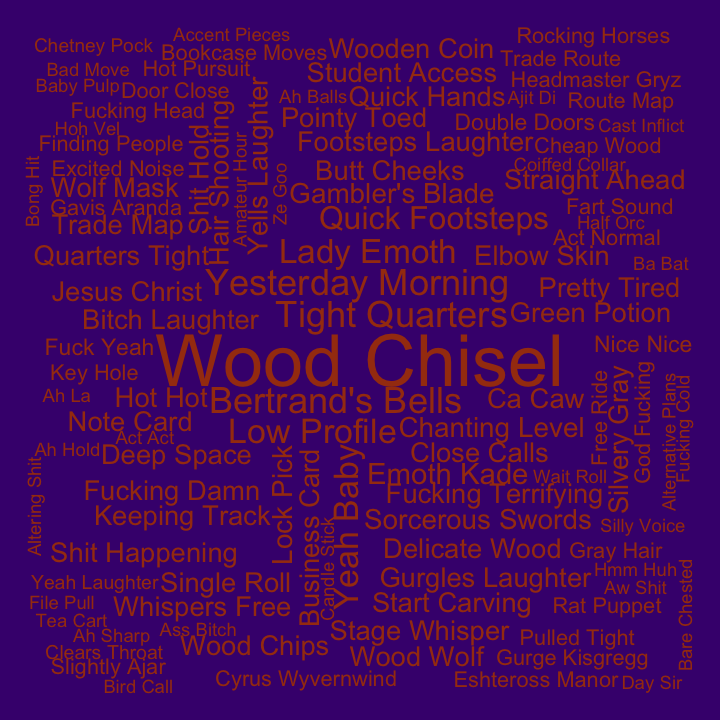 Accent Pieces
Rocking Horses
Chetney Pock
Bookcase Moves
Wooden Coin
Trade Route
Bad Move
Hot Pursuit
Student Access
Headmaster Gryz
Baby Pulp
Door Close
Ah Balls
Quick Hands
Ajit Di
Route Map
Fucking Head
Pointy Toed
Double Doors
Cast Inflict
Hoh Vel
Finding People
Footsteps Laughter
Cheap Wood
Bong Hit
Excited Noise
Shit Hold
Hair Shooting
Amateur Hour
Yells Laughter
Ze Goo
Butt Cheeks
Coiffed Collar
Straight Ahead
Wolf Mask
Gambler's Blade
Gavis Aranda
Fart Sound
Trade Map
Quick Footsteps
Half Orc
Act Normal
Quarters Tight
Lady Emoth
Elbow Skin
Ba Bat
Jesus Christ
Yesterday Morning
Pretty Tired
Bitch Laughter
Tight Quarters
Green Potion
Fuck Yeah
Wood Chisel
Nice Nice
Key Hole
Ah La
Hot Hot
Bertrand's Bells
Ca Caw
Free Ride
Silvery Gray
God Fucking
Alternative Plans
Fucking Cold
Note Card
Low Profile
Chanting Level
Act Act
Ah Hold
Deep Space
Close Calls
Altering Shit
Lock Pick
Business Card
Candle Stick
Yeah Baby
Emoth Kade
Wait Roll
Fucking Damn
Fucking Terrifying
Keeping Track
Sorcerous Swords
Silly Voice
Shit Happening
Delicate Wood
Gray Hair
Yeah Laughter
Single Roll
Gurgles Laughter
Hmm Huh
Aw Shit
Bare Chested
File Pull
Whispers Free
Start Carving
Rat Puppet
Tea Cart
Ah Sharp
Ass Bitch
Stage Whisper
Pulled Tight
Clears Throat
Wood Chips
Wood Wolf
Gurge Kisgregg
Slightly Ajar
Bird Call
Cyrus Wyvernwind
Eshteross Manor
Day Sir